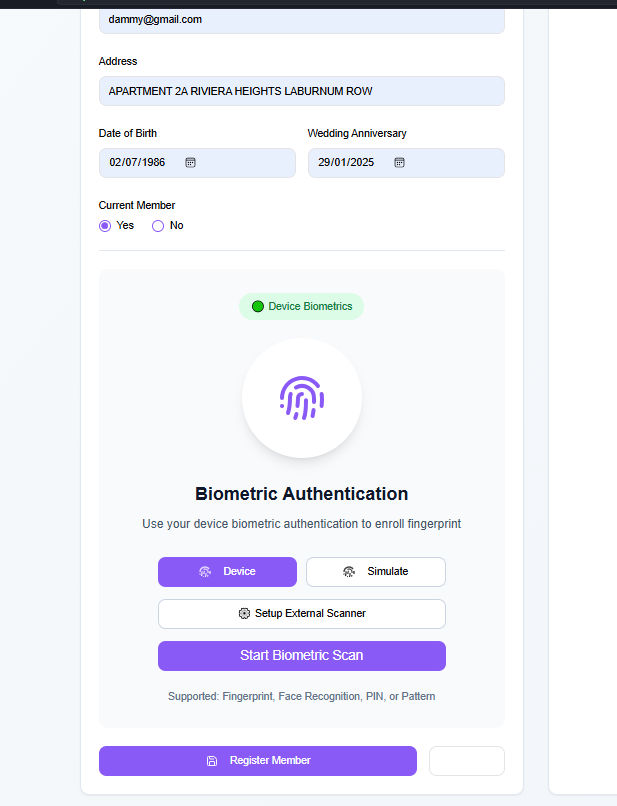 dammy@gmail.com
Address
APARTMENT 2A RIVIERA HEIGHTS LABURNUM ROW
Date of Birth
Wedding Anniversary
02/07/1986
29/01/2025
Current Member
Yes
No
Device Biometrics
Biometric Authentication
Use your device biometric authentication to enroll fingerprint
Device
Simulate
Setup External Scanner
Start Biometric Scan
Supported: Fingerprint, Face Recognition, PIN, or Pattern
Register Member